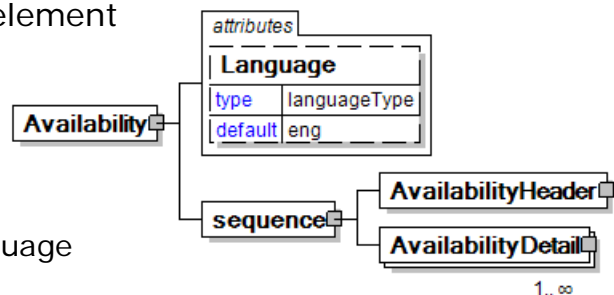 element
attributes
Language
type languageType
default eng
Availability
sequence
AvailabilityHeader
AvailabilityDetail
1.. ∞
uage